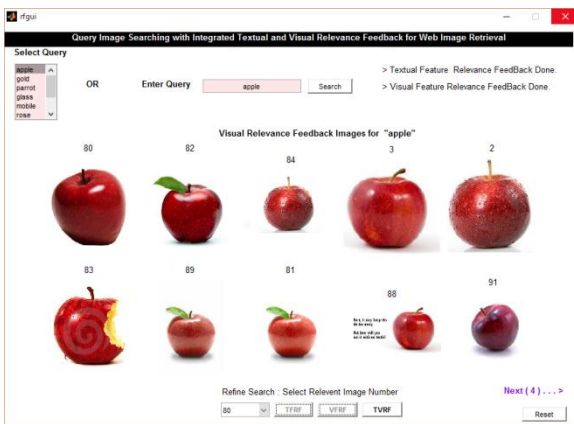 rfgui
Query Image Searching with Integrated Textual and Visual Relevance Feedback for Web Image Retrieval
Select Query
apple
gold
parrot
glass
mobile
rose
OR
Enter Query
apple
Search
> Textual Feature Relevance FeedBack Done.
> Visual Feature Relevance FeedBack Done.
Visual Relevance Feedback Images for "apple"
80
82
84
3
2
83
89
81
88
91
Refine Search : Select Relevent Image Number
80
TFRF
VFRF
TVRF
Next ( 4 ) . . . >
Reset